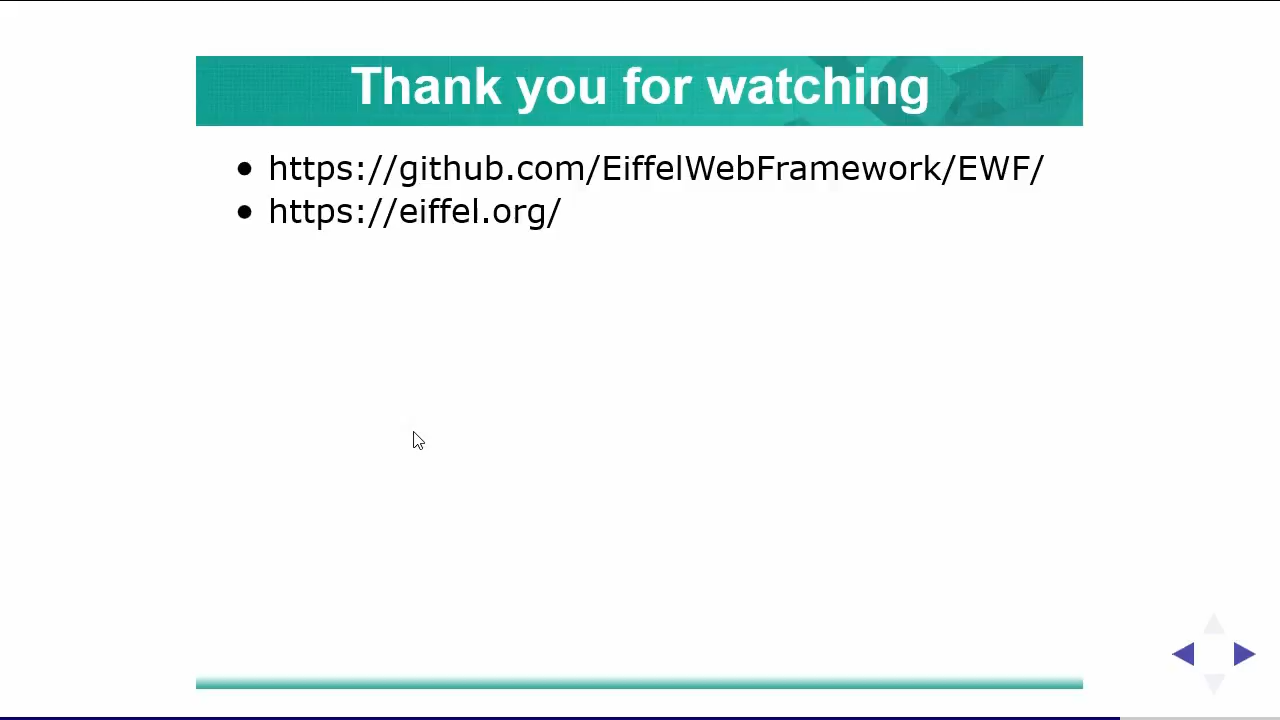 Thank you for watching
• https://github.com/EiffelWebFramework/EWF/
• https://eiffel.org/